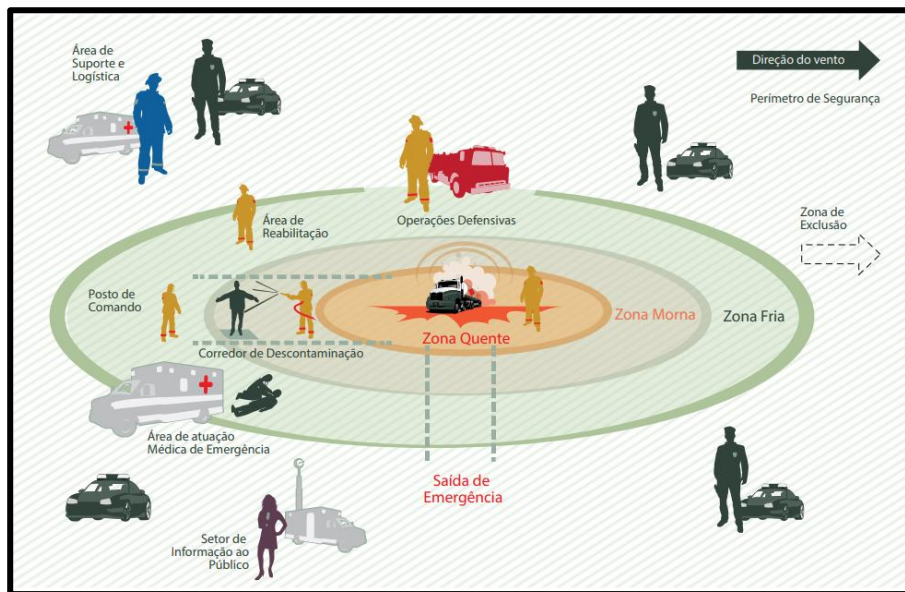 Área de
Suporte e
Logística
Direção do vento
Perímetro de Segurança
Área de
Reabilitação
Operações Defensivas
Zona de
Exclusão
Posto de
Comando
Corredor de Descontaminação
Zona Quente
Zona Morna
Zona Fria
Área de atuação
Médica de Emergência
Saída de
Emergência
Setor de
Informação ao
Público